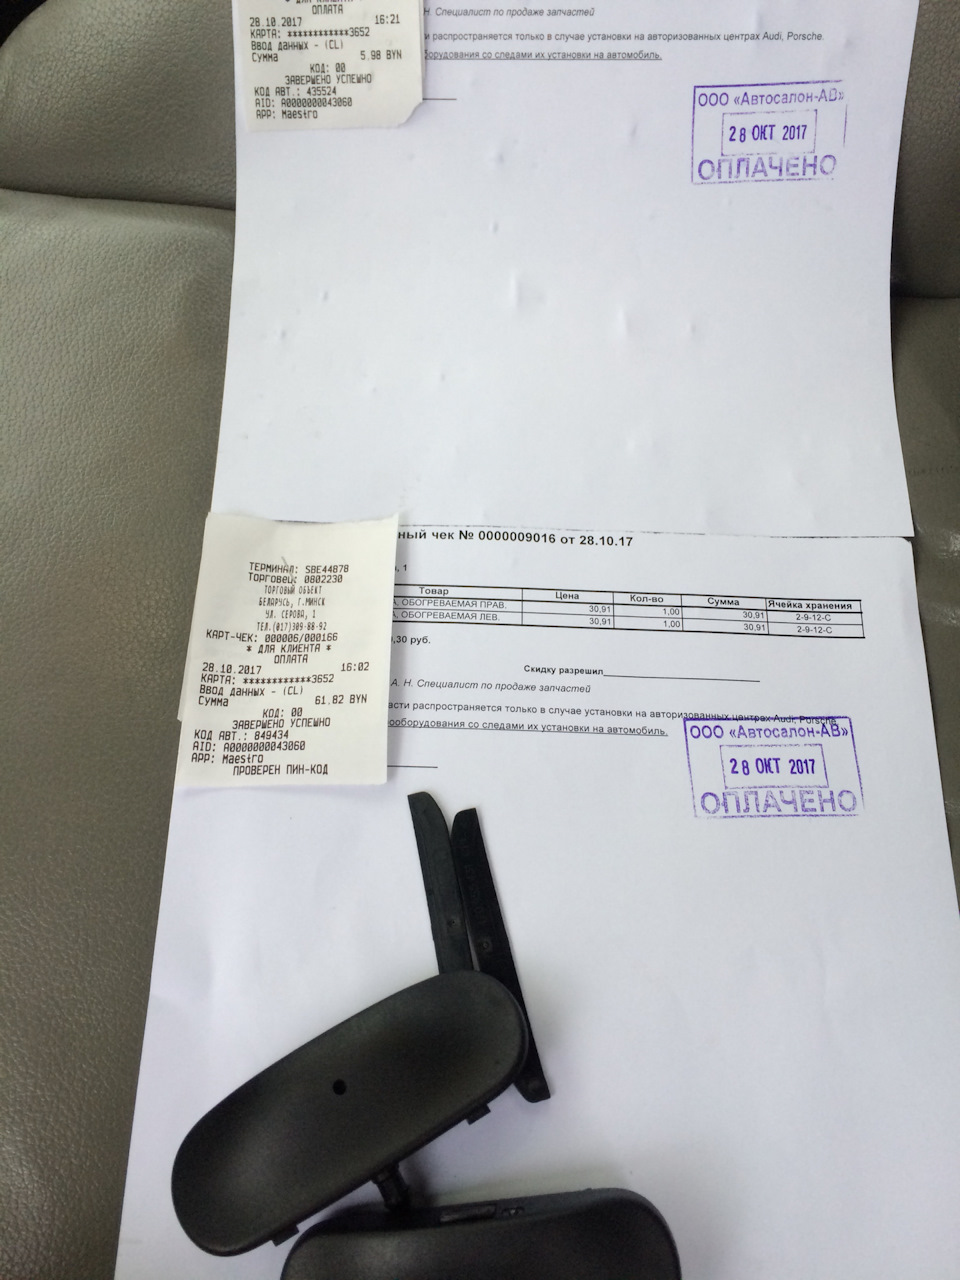 * ДЛЯ КЛИЕНТА *
ОПЛАТА
28.10.2017 16:21
КАРТА: ************3652
Ввод данных - (CL)
Сумма 5.98 BYN
КОД: 00
ЗАВЕРШЕНО УСПЕШНО
КОД АВТ.: 435524
AID: A0000000043060
APP: Maestro
Н. Специалист по продаже запчастей
и распространяется только в случае установки на авторизованных центрах Audi, Porsche.
борудования со следами их установки на автомобиль.
ООО «Автосалон-АВ»
28 ОКТ 2017
ОПЛАЧЕНО
ный чек № 0000009016 от 28.10.17
, 1
Товар Цена Кол-во Сумма Ячейка хранения
А, ОБОГРЕВАЕМАЯ ПРАВ. 30,91 1,00 30,91 2-9-12-С
А, ОБОГРЕВАЕМАЯ ЛЕВ. 30,91 1,00 30,91 2-9-12-С
0,30 руб.
Скидку разрешил
А. Н. Специалист по продаже запчастей
асти распространяется только в случае установки на авторизованных центрах Audi, Porsche.
ооборудования со следами их установки на автомобиль.
ООО «Автосалон-АВ»
28 ОКТ 2017
ОПЛАЧЕНО
ТЕРМИНАЛ: SBE44878
Торговец: 0802230
ТОРГОВЫЙ ОБЪЕКТ
БЕЛАРУСЬ, Г.МИНСК
УЛ. СЕРОВА, 1
ТЕЛ.(017)309-88-92
КАРТ-ЧЕК: 000006/000166
* ДЛЯ КЛИЕНТА *
ОПЛАТА
28.10.2017 16:02
КАРТА: ************3652
Ввод данных - (CL)
Сумма 61.82 BYN
КОД: 00
ЗАВЕРШЕНО УСПЕШНО
КОД АВТ.: 849434
AID: A0000000043060
APP: Maestro
ПРОВЕРЕН ПИН-КОД